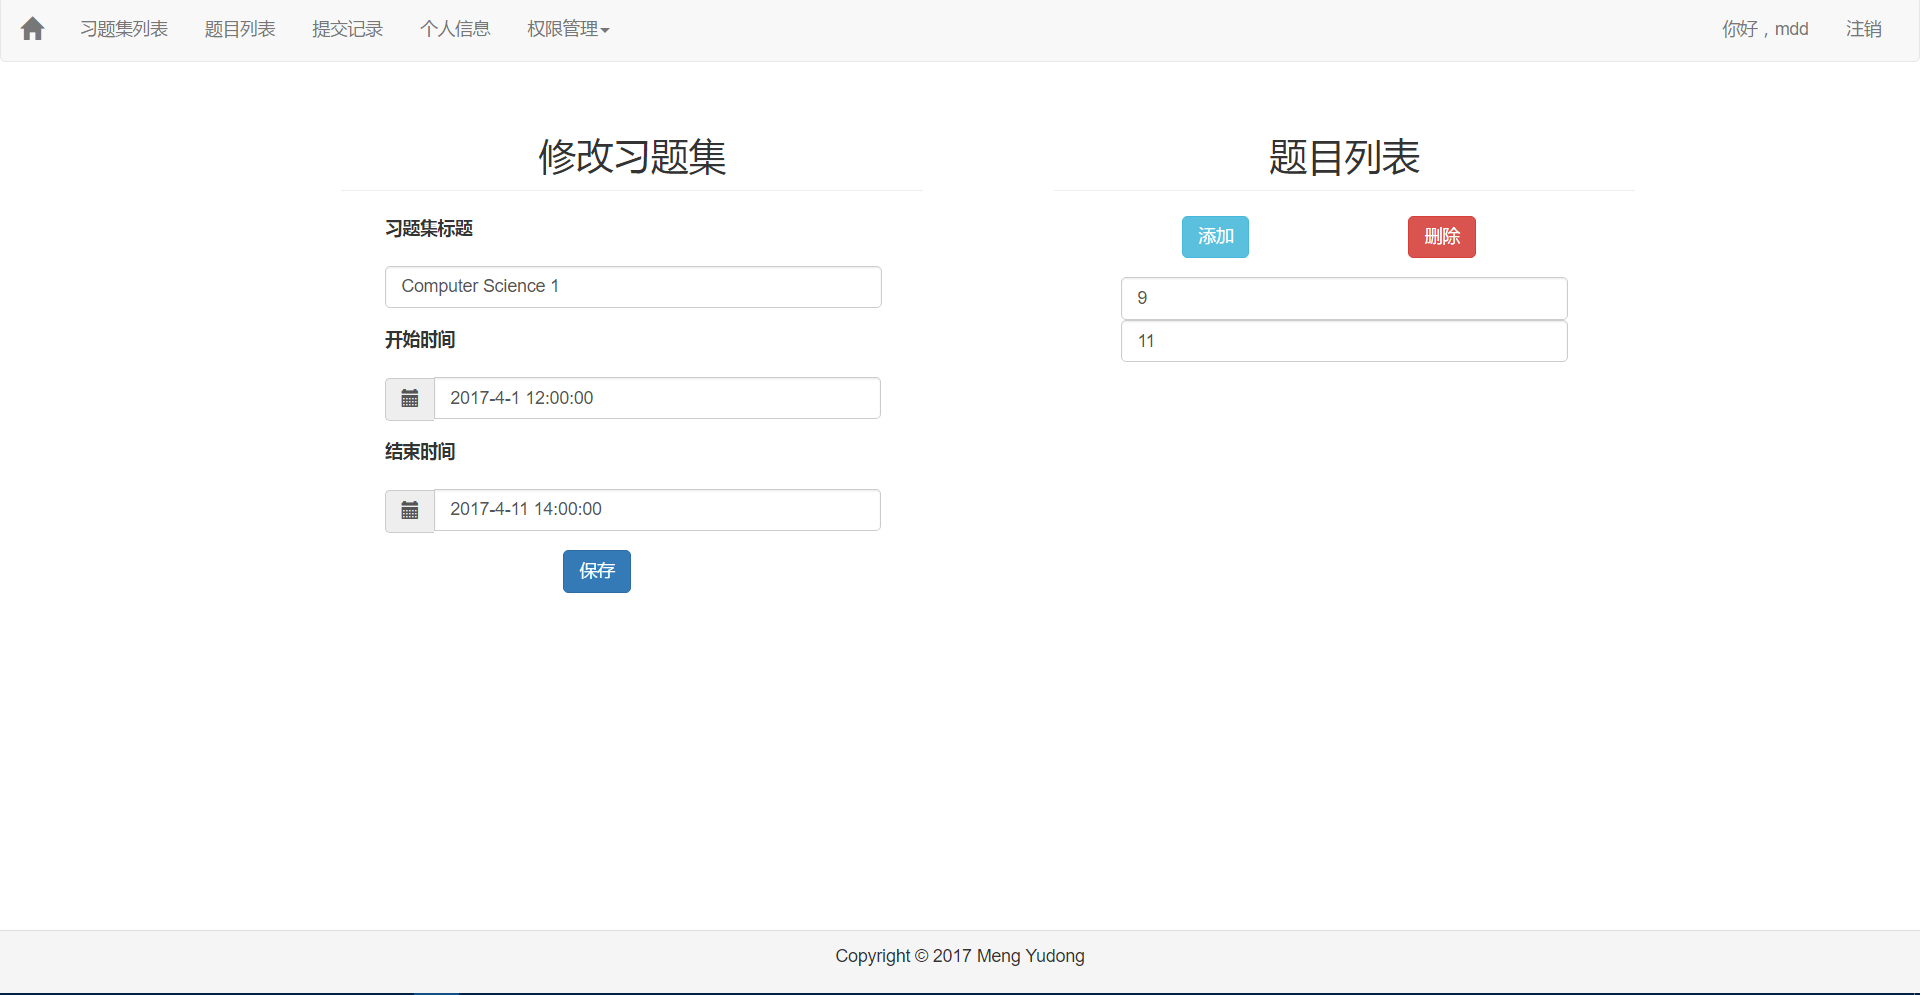 习题集列表 题目列表 提交记录 个人信息 权限管理 你好，mdd 注销
修改习题集
习题集标题
Computer Science 1
开始时间
2017-4-1 12:00:00
结束时间
2017-4-11 14:00:00
保存
题目列表
添加 删除
9
11
Copyright © 2017 Meng Yudong